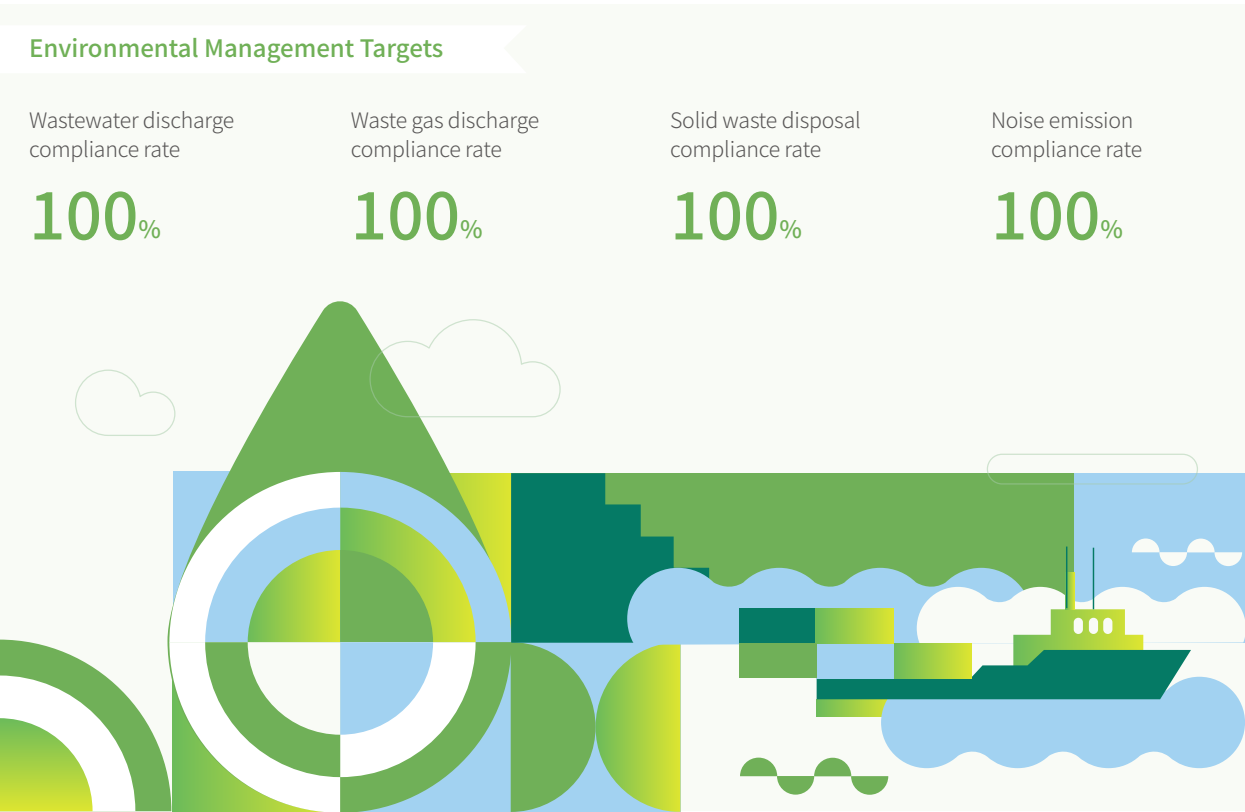 Environmental Management Targets
Wastewater discharge
compliance rate
100%
Waste gas discharge
compliance rate
100%
Solid waste disposal
compliance rate
100%
Noise emission
compliance rate
100%